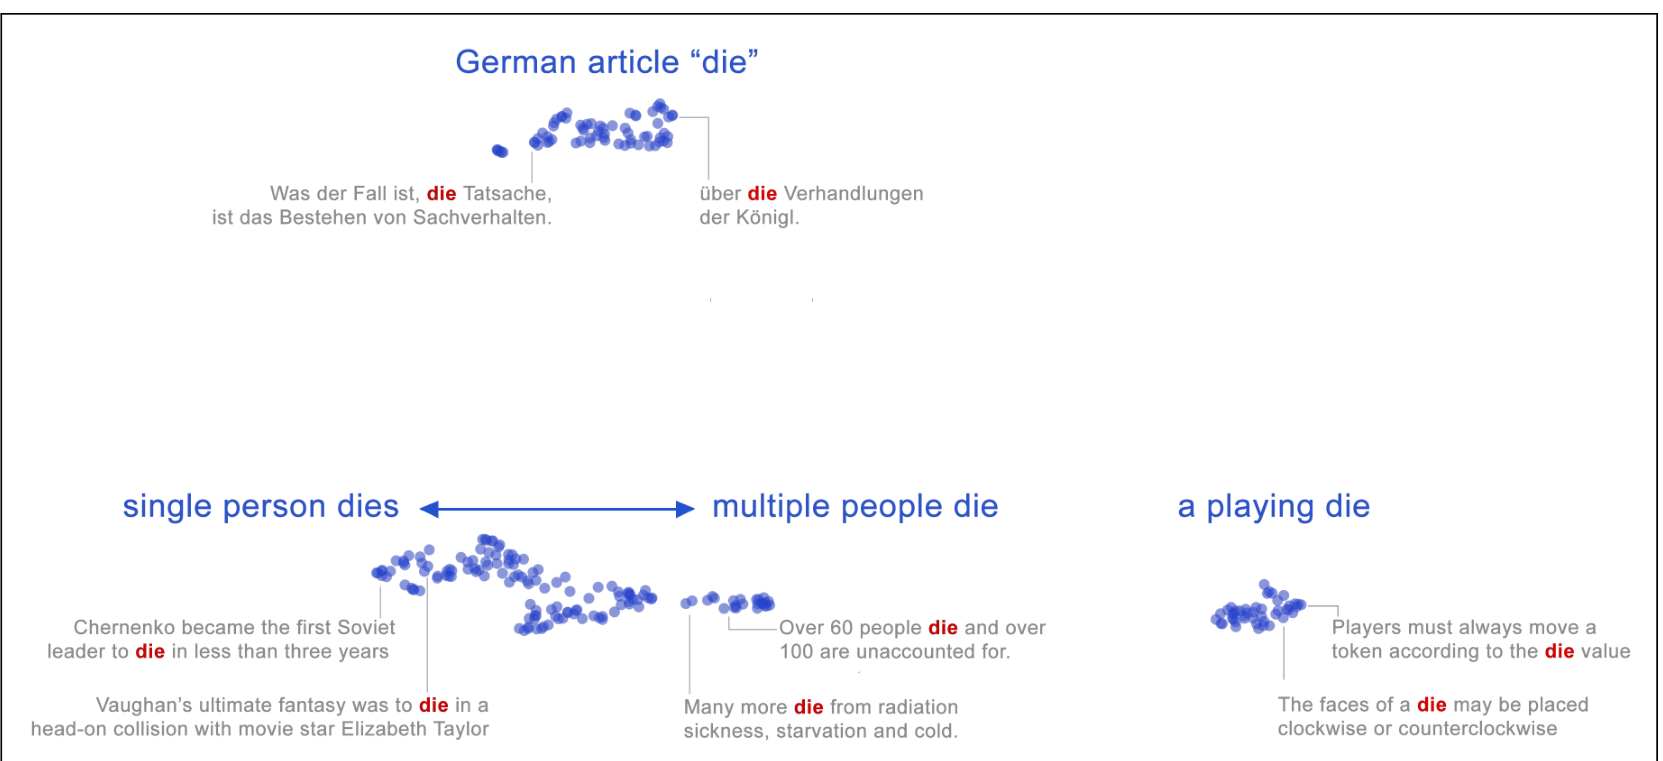 German article “die”
Was der Fall ist, die Tatsache,
ist das Bestehen von Sachverhalten.
über die Verhandlungen
der Königl.
single person dies
multiple people die
a playing die
Chernenko became the first Soviet
leader to die in less than three years
Vaughan’s ultimate fantasy was to die in a
head-on collision with movie star Elizabeth Taylor
Over 60 people die and over
100 are unaccounted for.
Many more die from radiation
sickness, starvation and cold.
Players must always move a
token according to the die value
The faces of a die may be placed
clockwise or counterclockwise